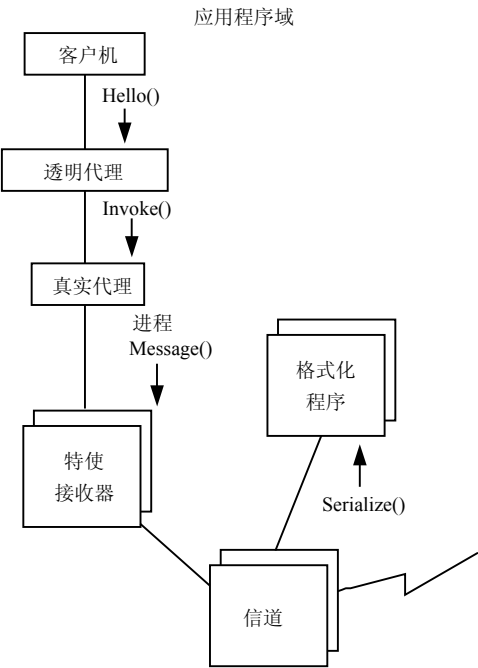 应用程序域
客户机
Hello()
透明代理
Invoke()
真实代理
进程
Message()
格式化
程序
特使
接收器
Serialize()
信道